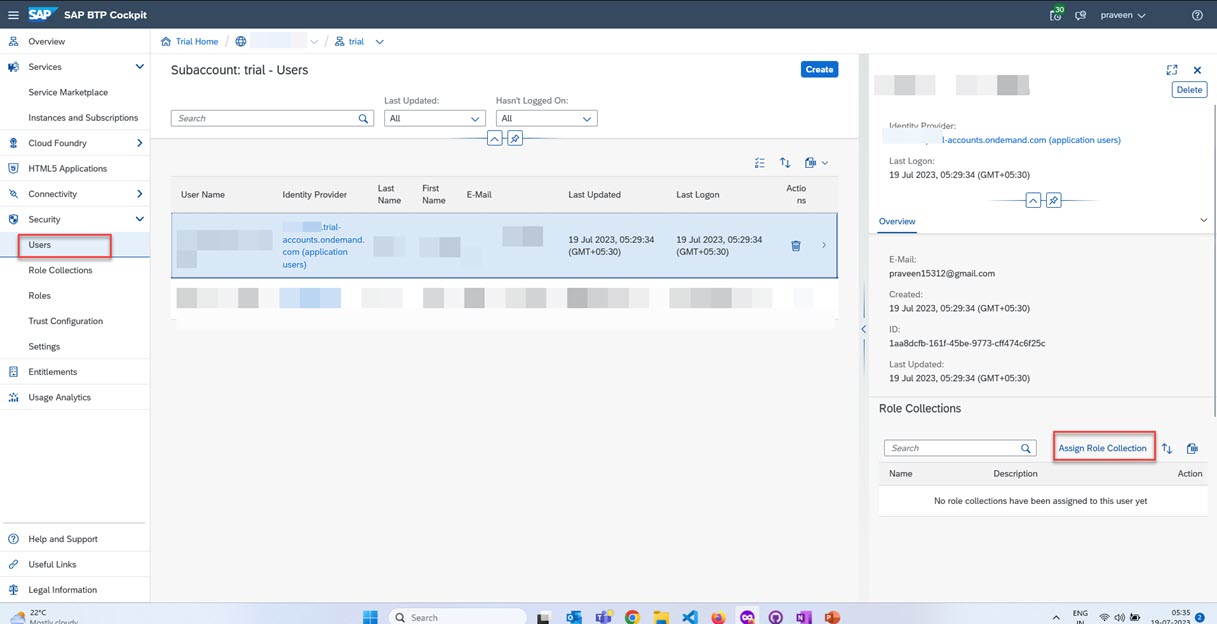 SAP SAP BTP Cockpit 30 praveen
Overview
Services
Service Marketplace
Instances and Subscriptions
Cloud Foundry
HTML5 Applications
Connectivity
Security
Users
Role Collections
Roles
Trust Configuration
Settings
Entitlements
Usage Analytics
Help and Support
Useful Links
Legal Information
Trial Home / / trial
Subaccount: trial - Users
Create
Last Updated: Hasn't Logged On:
Search All All
User Name Identity Provider Last Name First Name E-Mail Last Updated Last Logon Actio
ns
.trial-
accounts.ondemand.
com (application
users)
19 Jul 2023, 05:29:34
(GMT+05:30)
19 Jul 2023, 05:29:34
(GMT+05:30)
Delete
Identity Provider:
l-accounts.ondemand.com (application users)
Last Logon:
19 Jul 2023, 05:29:34 (GMT+05:30)
Overview
E-Mail:
praveen15312@gmail.com
Created:
19 Jul 2023, 05:29:34 (GMT+05:30)
ID:
1aa8dcfb-161f-45be-9773-cff474c6f25c
Last Updated:
19 Jul 2023, 05:29:34 (GMT+05:30)
Role Collections
Search Assign Role Collection
Name Description Action
No role collections have been assigned to this user yet
22°C
Mostly cloudy
Search
ENG
IN
05:35
19-07-2023
2